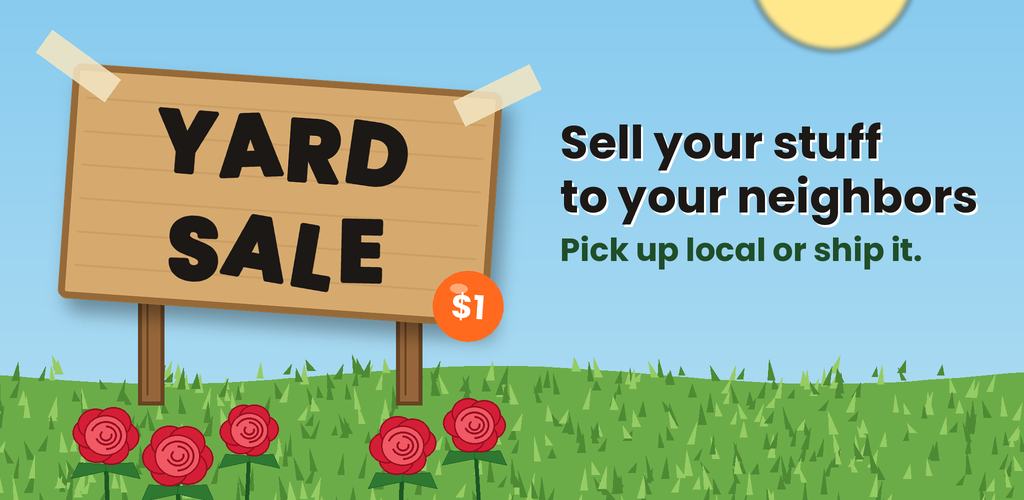 YARD
SALE
$1
Sell your stuff
to your neighbors
Pick up local or ship it.